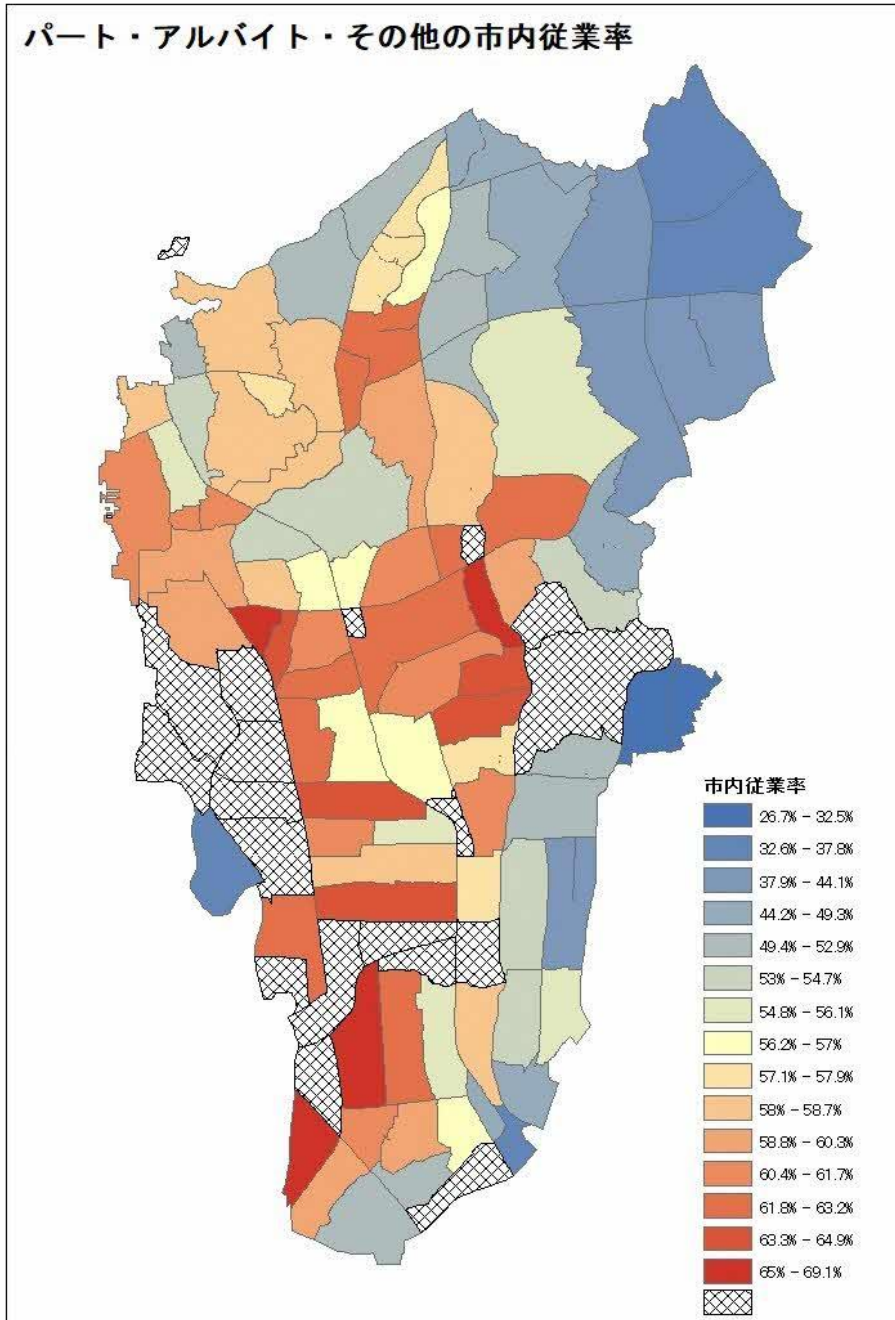 パート・アルバイト・その他の市内従業率
市内従業率
26.7% - 32.5%
32.6% - 37.8%
37.9% - 44.1%
44.2% - 49.3%
49.4% - 52.9%
53% - 54.7%
54.8% - 56.1%
56.2% - 57%
57.1% - 57.9%
58% - 58.7%
58.8% - 60.3%
60.4% - 61.7%
61.8% - 63.2%
63.3% - 64.9%
65% - 69.1%